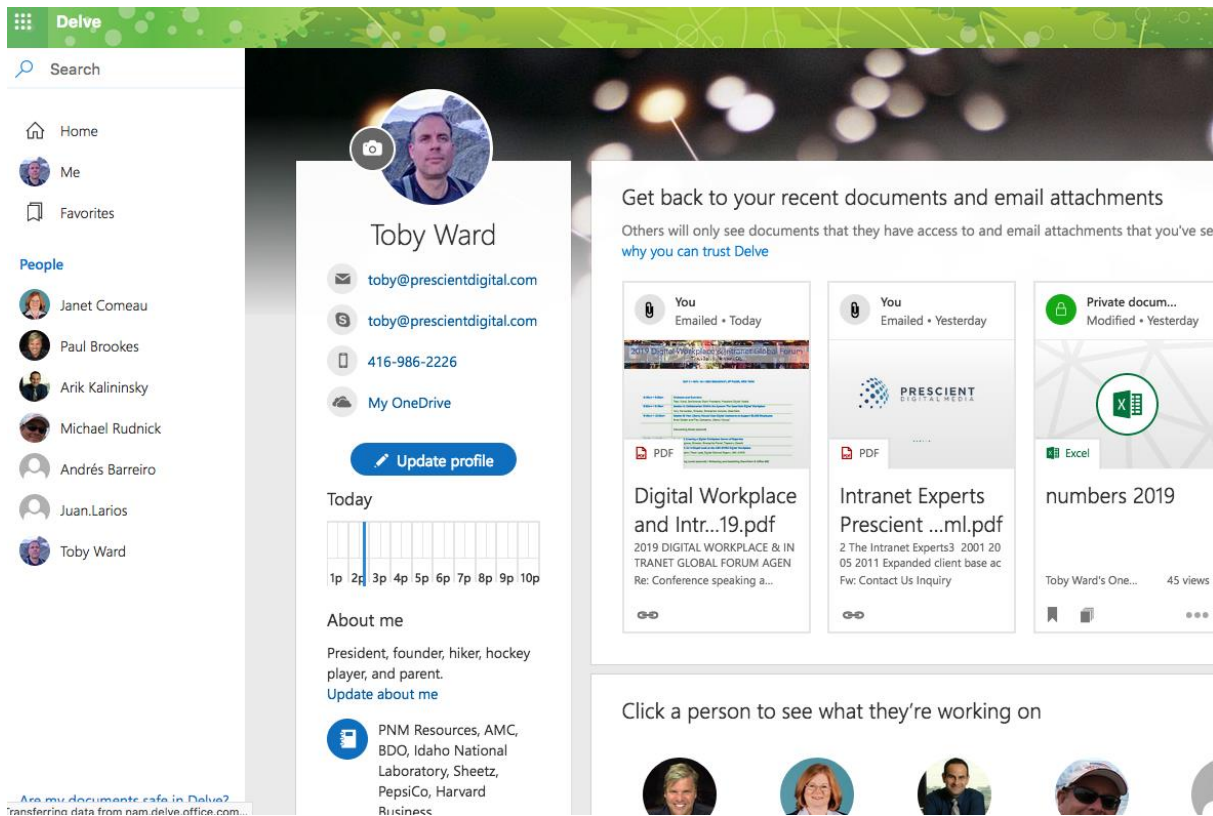 Delve
Search
Home
Me
Favorites
People
Janet Comeau
Paul Brookes
Arik Kalininsky
Michael Rudnick
Andrés Barreiro
Juan.Larios
Toby Ward
Are my documents safe in Delve?
Transferring data from nam.delve.office.com...
Toby Ward
toby@prescientdigital.com
toby@prescientdigital.com
416-986-2226
My OneDrive
Update profile
Today
1p 2p 3p 4p 5p 6p 7p 8p 9p 10p
About me
President, founder, hiker, hockey
player, and parent.
Update about me
PNM Resources, AMC,
BDO, Idaho National
Laboratory, Sheetz,
PepsiCo, Harvard
Business
Get back to your recent documents and email attachments
Others will only see documents that they have access to and email attachments that you've se
why you can trust Delve
You
Emailed • Today
2019 Digital Workplace & Intranet Global Forum
PDF
Digital Workplace
and Intr...19.pdf
2019 DIGITAL WORKPLACE & IN
TRANET GLOBAL FORUM AGEN
Re: Conference speaking a...
You
Emailed • Yesterday
PRESCIENT
DIGITAL MEDIA
PDF
Intranet Experts
Prescient ...ml.pdf
2 The Intranet Experts3 2001 20
05 2011 Expanded client base ac
Fw: Contact Us Inquiry
Private docum...
Modified • Yesterday
Excel
numbers 2019
Toby Ward's One... 45 views
Click a person to see what they're working on